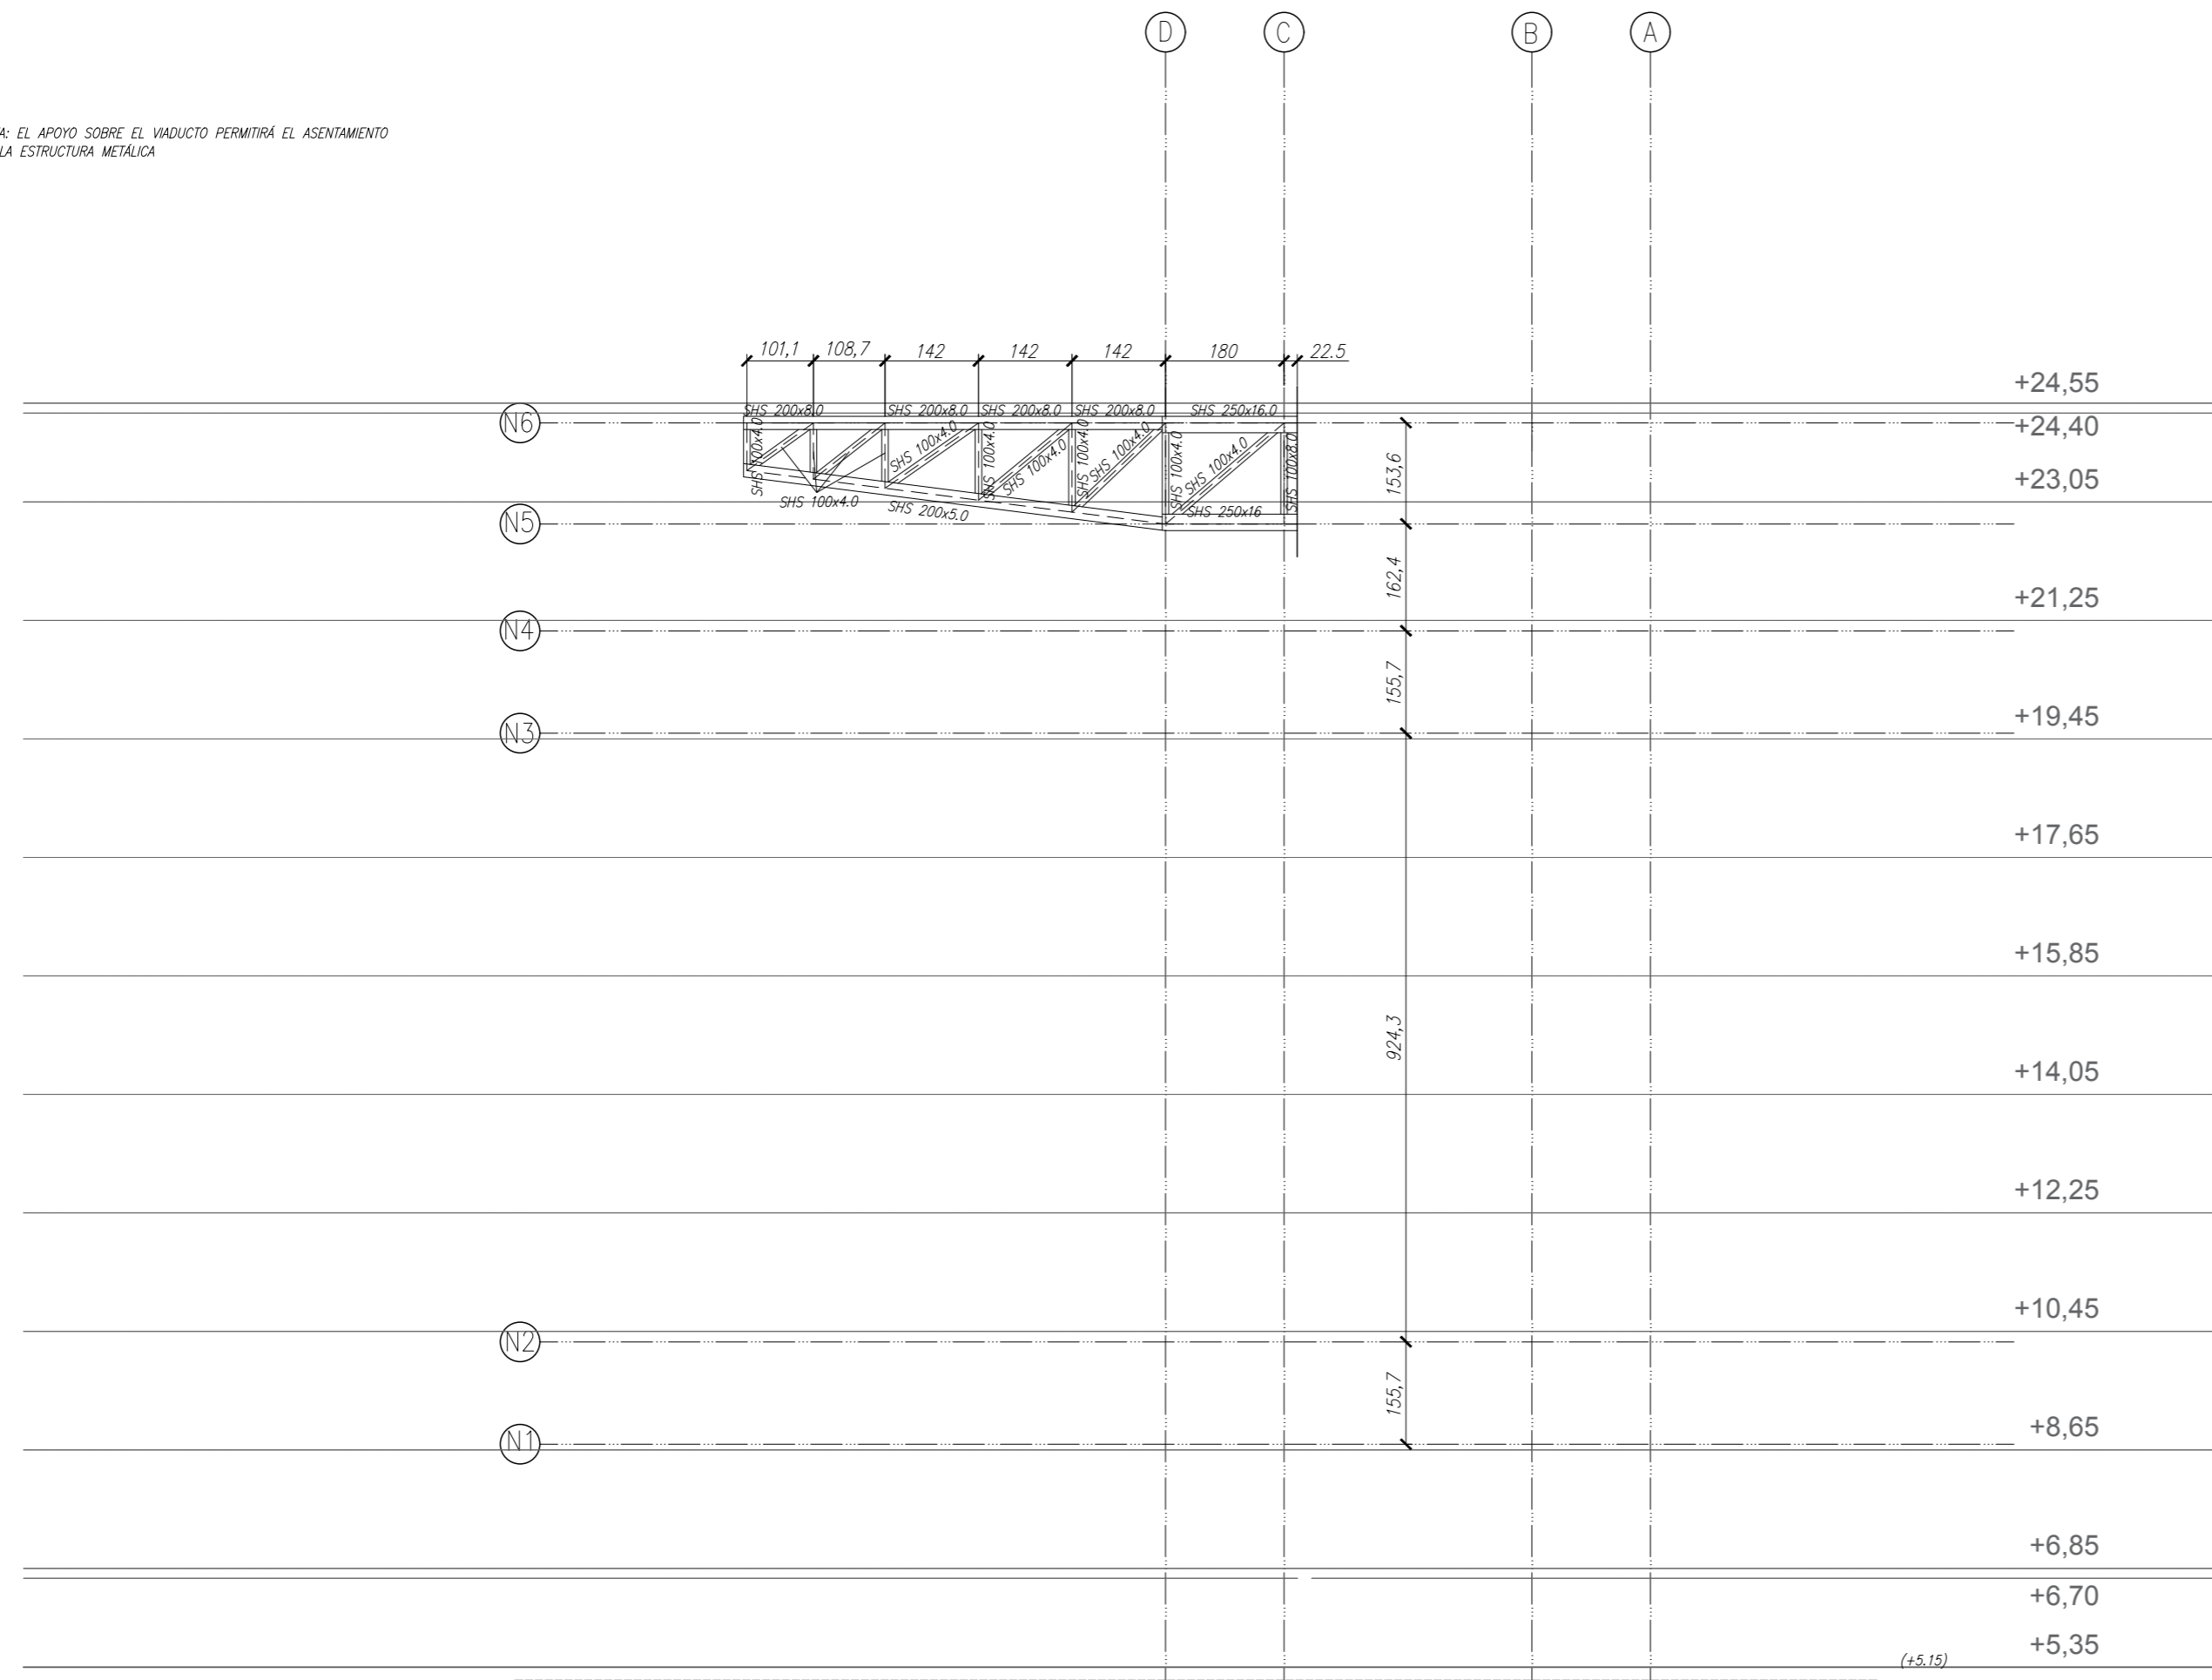 D C B A
EL APOYO SOBRE EL VIADUCTO PERMITIRÁ EL ASENTAMIENTO
LA ESTRUCTURA METÁLICA
101,1 108,7 142 142 142 180 22.5
+24,55
SHS 200x8.0 SHS 200x8.0 SHS 200x8.0 SHS 200x8.0 SHS 250x16.0
N6
+24,40
SHS 100x4.0 SHS 100x4.0 SHS 100x4.0 SHS 100x4.0 SHS 100x4.0 SHS 100x4.0 SHS 100x4.0 SHS 100x4.0 SHS 100x8.0
153,6
+23,05
SHS 100x4.0 SHS 200x5.0 SHS 250x16
N5
162,4
+21,25
N4
155,7
+19,45
N3
+17,65
+15,85
924,3
+14,05
+12,25
+10,45
N2
155,7
+8,65
N1
+6,85
+6,70
+5,35
(+5.15)